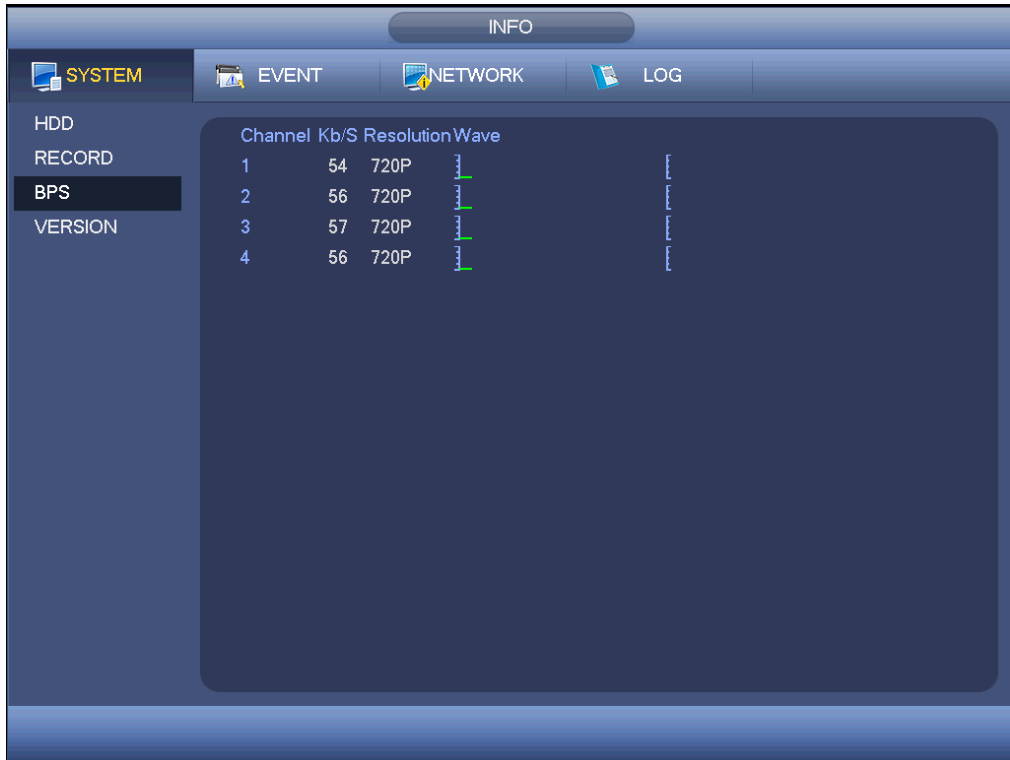 INFO
SYSTEM EVENT NETWORK LOG
HDD
RECORD
BPS
VERSION
Channel Kb/S Resolution Wave
1 54 720P
2 56 720P
3 57 720P
4 56 720P